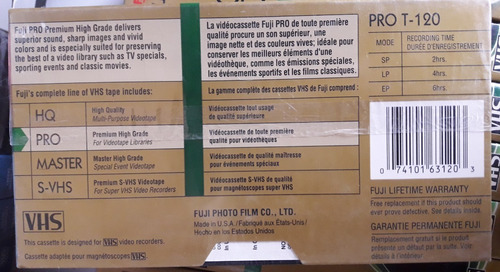 Fuji PRO Premium High Grade delivers
superior sound, sharp images and vivid
colors and is especially suited for preserving
the best of a video library such as TV specials,
sporting events and classic movies.
La vidéocassette Fuji PRO de toute première
qualité procure un son supérieur, une
image nette et des couleurs vives; idéale pour
conserver les meilleurs éléments d'une
vidéothèque, comme les émissions spéciales,
les événements sportifs et les films classiques.
PRO T-120
MODE
RECORDING TIME
DURÉE D'ENREGISTREMENT
SP 2hrs.
LP 4hrs.
EP 6hrs.
Fuji's complete line of VHS tape includes:
La gamme complète des cassettes VHS de Fuji comprend :
HQ
High Quality
Multi-Purpose Videotape
Vidéocassette tout usage
de qualité supérieure
PRO
Premium High Grade
For Videotape Libraries
Vidéocassette de toute première
qualité pour vidéothèques
MASTER
Master High Grade
Special Event Videotape
Vidéocassette de qualité maîtresse
pour événements spéciaux
S-VHS
Premium S-VHS Videotape
For Super VHS Video Recorders
Vidéocassette S-VHS de qualité
pour magnétoscopes super VHS
0 74101 63120 3
FUJI LIFETIME WARRANTY
Free replacement if this product should
ever prove defective. See details inside.
GARANTIE PERMANENTE FUJI
Remplacement gratuit si le présent
produit s'avérait défectueux par la suite. Voir
VHS
This cassette is designed for VHS video recorders.
Cassette adaptée pour magnétoscopes VHS
FUJI PHOTO FILM CO., LTD.
Made in U.S.A./Fabriqué aux États-Unis/
Hecho en los Estados Unidos